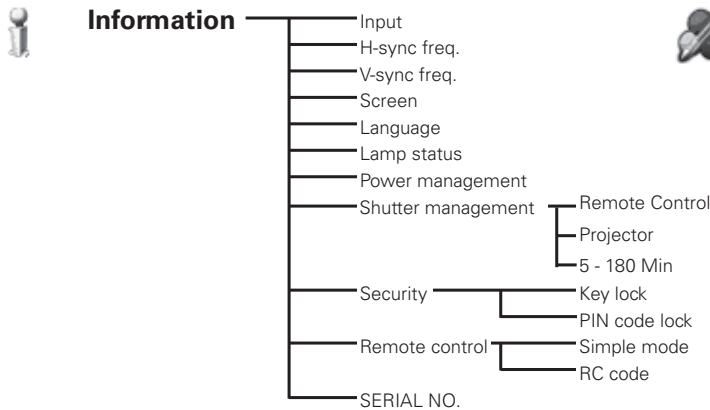 Information
Input
H-sync freq.
V-sync freq.
Screen
Language
Lamp status
Power management
Shutter management
Remote Control
Projector
5 - 180 Min
Security
Key lock
PIN code lock
Remote control
Simple mode
RC code
SERIAL NO.